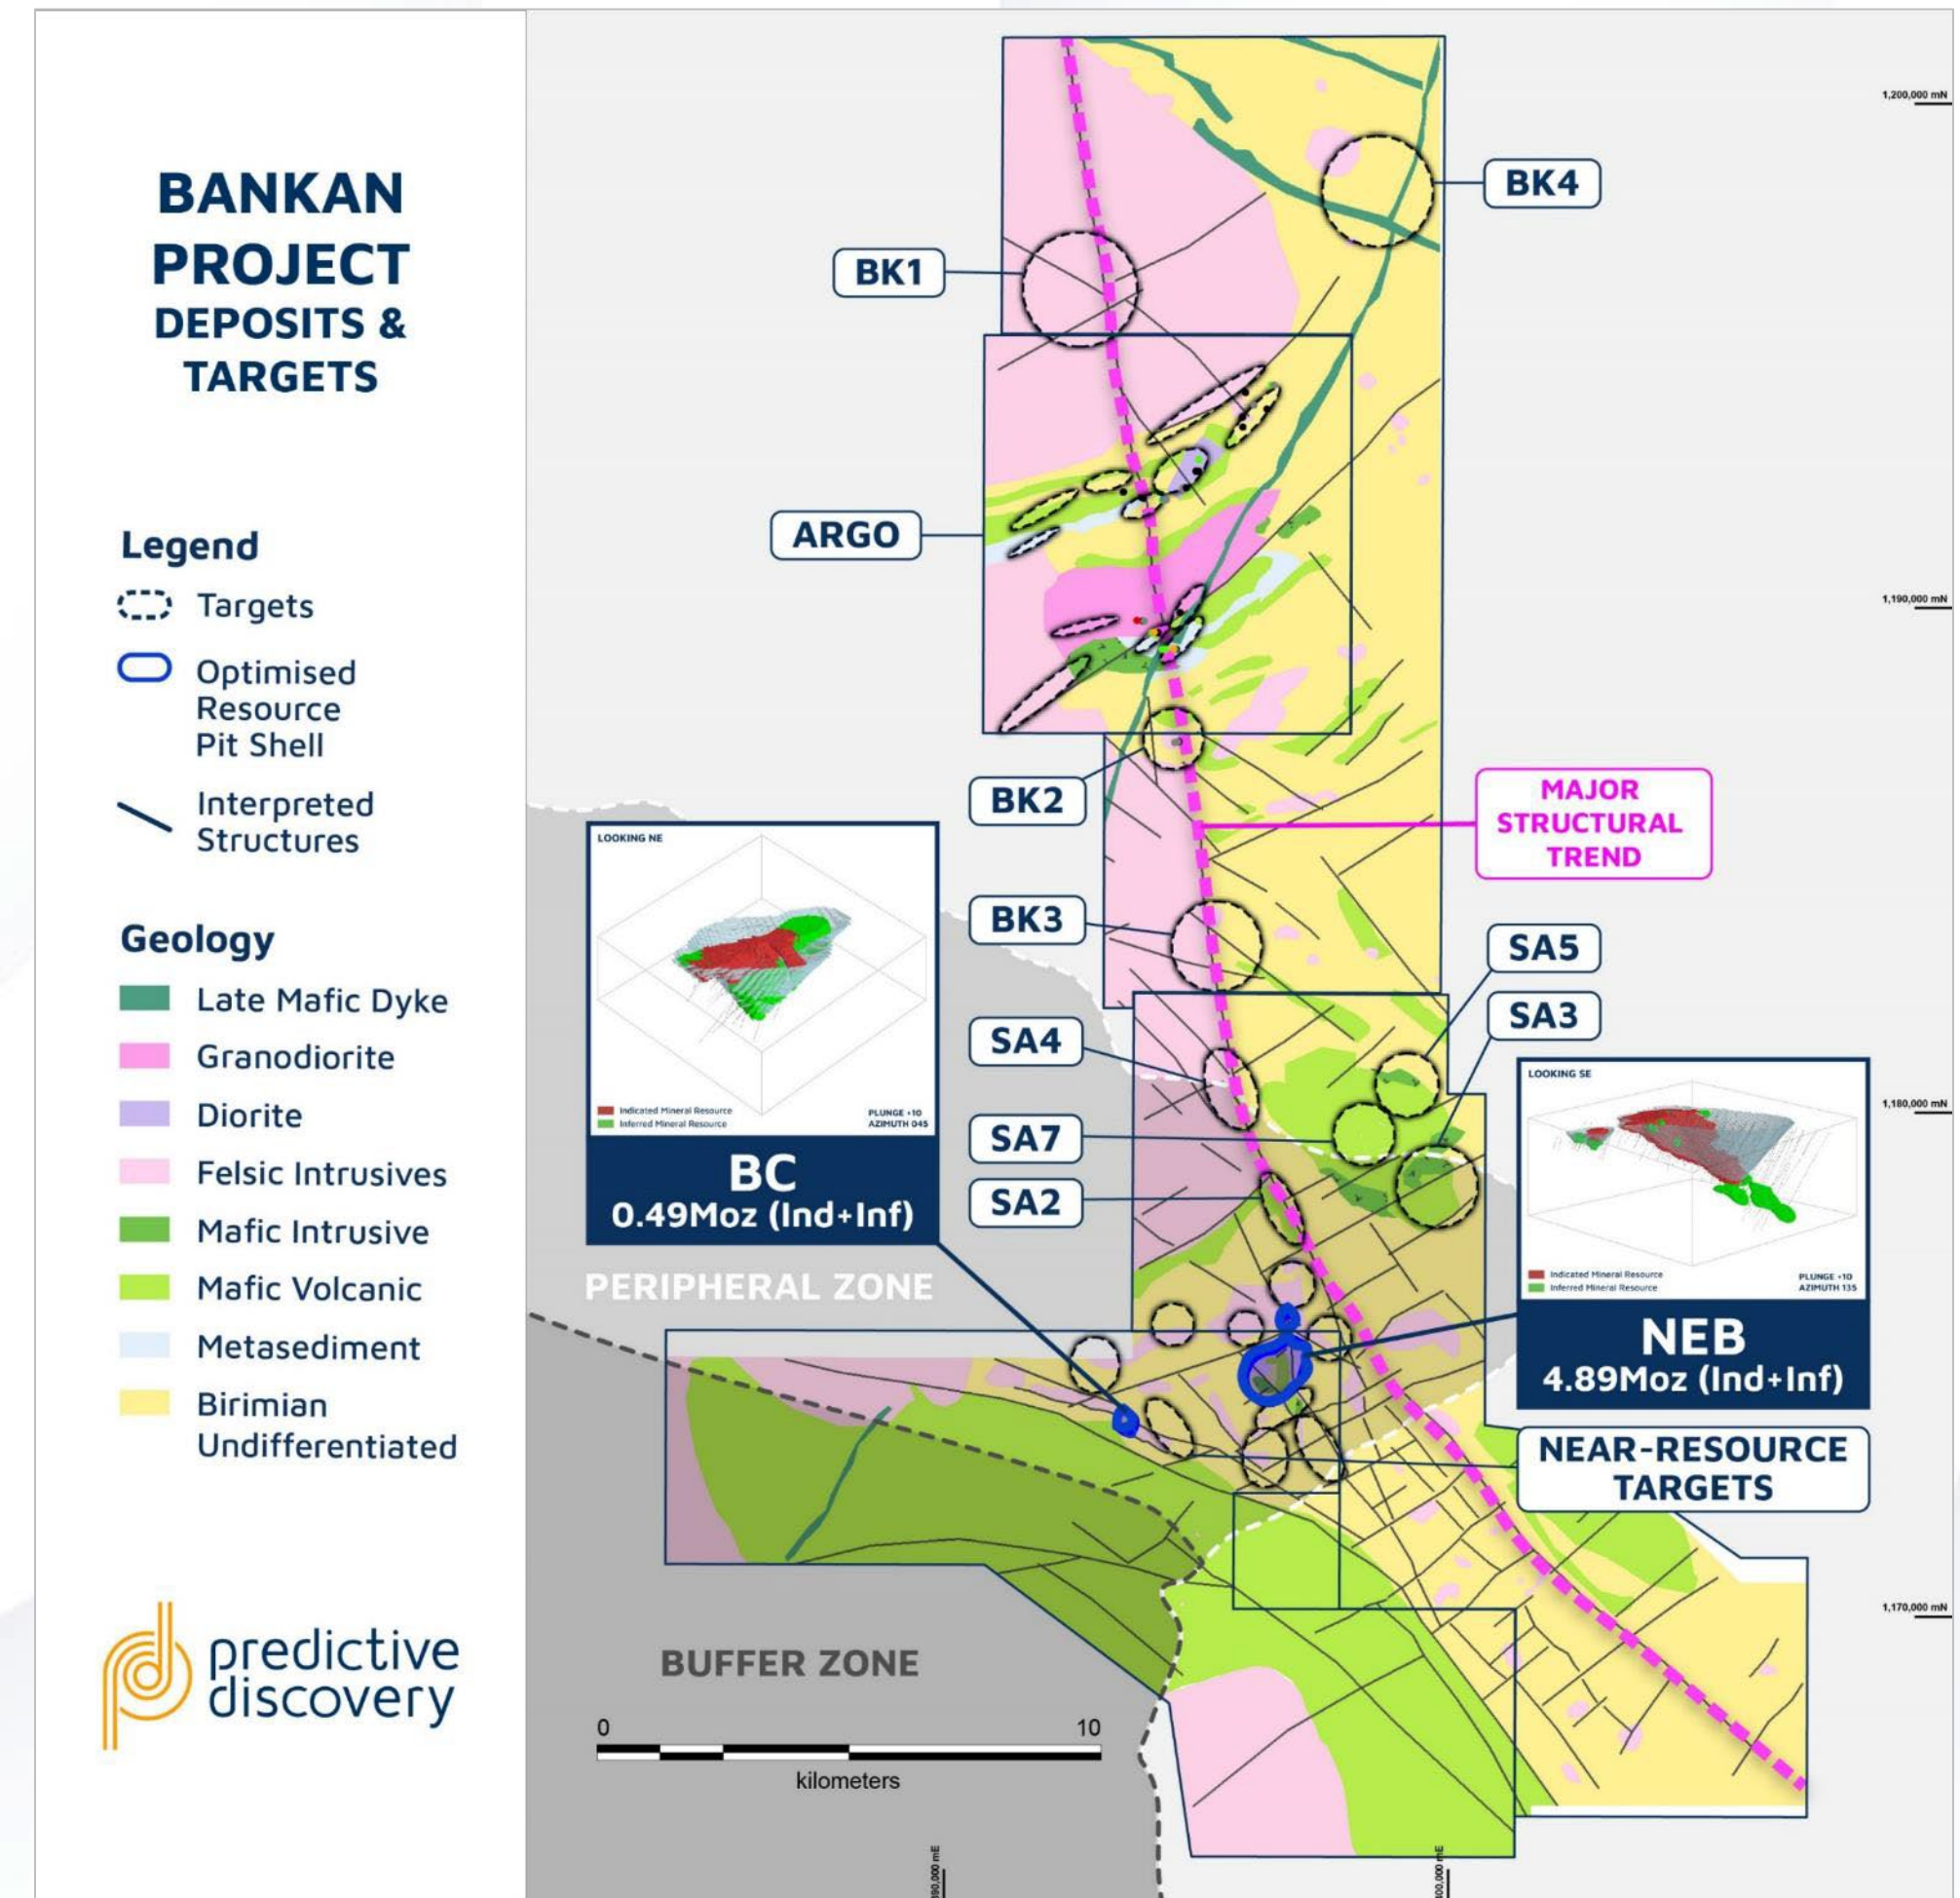 BANKAN
PROJECT
DEPOSITS &
TARGETS
Legend
Targets
Optimised
Resource
Pit Shell
Interpreted
Structures
Geology
Late Mafic Dyke
Granodiorite
Diorite
Felsic Intrusives
Mafic Intrusive
Mafic Volcanic
Metasediment
Birimian
Undifferentiated
predictive
discovery
1,200,000 mN
BK4
BK1
ARGO
1,190,000 mN
BK2
MAJOR
STRUCTURAL
TREND
BK3
SA5
SA3
SA4
SA7
SA2
1,180,000 mN
LOOKING NE
Indicated Mineral Resource
Inferred Mineral Resource
PLUNGE +10
AZIMUTH 045
BC
0.49Moz (Ind+Inf)
LOOKING SE
Indicated Mineral Resource
Inferred Mineral Resource
PLUNGE +10
AZIMUTH 135
NEB
4.89Moz (Ind+Inf)
PERIPHERAL ZONE
NEAR-RESOURCE
TARGETS
1,170,000 mN
BUFFER ZONE
0 10
kilometers